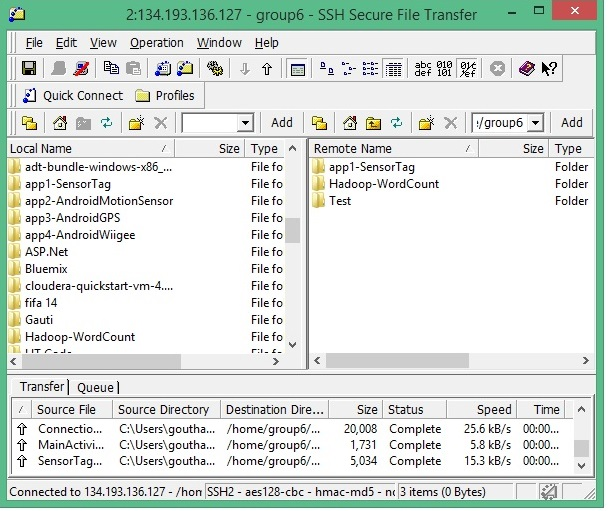 2:134.193.136.127 - group6 - SSH Secure File Transfer
File Edit View Operation Window Help
abc def 010 101 
Quick Connect Profiles
Add :/group6 Add
Local Name / Size Type
Remote Name / Size Type
adt-bundle-windows-x86_... File fo
app1-SensorTag File fo
app2-AndroidMotionSensor File fo
app3-AndroidGPS File fo
app4-AndroidWiigee File fo
ASP.Net File fo
Bluemix File fo
cloudera-quickstart-vm-4.... File fo
fifa 14 File fo
Gauti File fo
Hadoop-WordCount File fo
app1-SensorTag Folder
Hadoop-WordCount Folder
Test Folder
Transfer Queue
/ Source File Source Directory Destination Dire... Size Status Speed Time
Connectio... C:\Users\goutha... /home/group6/... 20,008 Complete 25.6 kB/s 00:00...
MainActivi... C:\Users\goutha... /home/group6/... 1,731 Complete 5.8 kB/s 00:00...
SensorTag... C:\Users\goutha... /home/group6/... 5,034 Complete 15.3 kB/s 00:00...
Connected to 134.193.136.127 - /hon SSH2 - aes128-cbc - hmac-md5 - nc 3 items (0 Bytes)